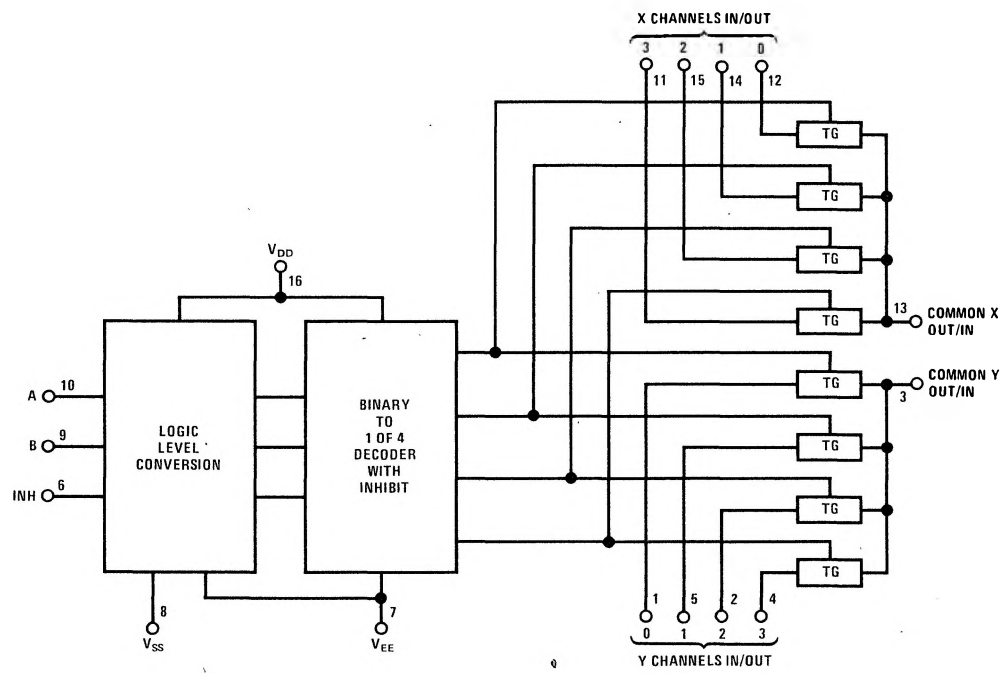 X CHANNELS IN/OUT
3 2 1 0
11 15 14 12
TG
TG
TG
TG
13
COMMON X
OUT/IN
V_DD
16
A 10
B 9
INH 6
LOGIC
LEVEL
CONVERSION
BINARY
TO
1 OF 4
DECODER
WITH
INHIBIT
TG
COMMON Y
OUT/IN
3
TG
TG
TG
8
V_SS
7
V_EE
1 5 2 4
0 1 2 3
Y CHANNELS IN/OUT